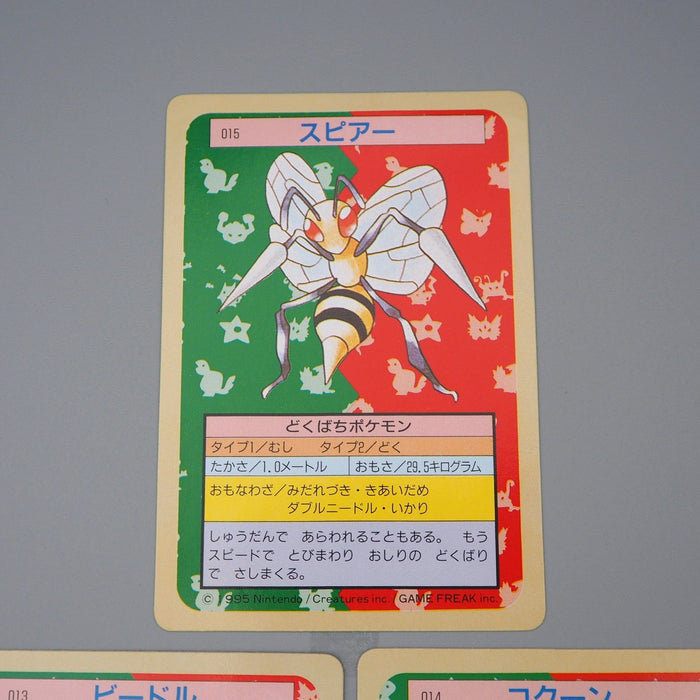 015 スピアー
どくばちポケモン
タイプ1/むし タイプ2/どく
たかさ/1.0メートル おもさ/29.5キログラム
おもなわざ/みだれづき・きあいだめ
ダブルニードル・いかり
しゅうだんで あらわれることもある。 もう
スピードで とびまわり おしりの どくばり
で さしまくる。
© 1995 Nintendo/Creatures inc./GAME FREAK inc.
013 ビードル
014 コクーン